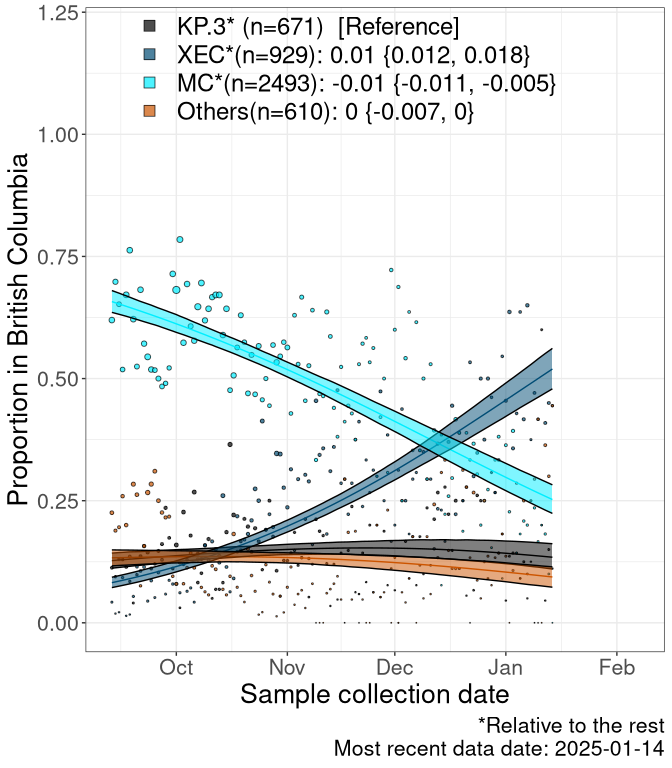 KP.3* (n=671) [Reference]
XEC*(n=929): 0.01 {0.012, 0.018}
MC*(n=2493): -0.01 {-0.011, -0.005}
Others(n=610): 0 {-0.007, 0}
Proportion in British Columbia
1.25
1.00
0.75
0.50
0.25
0.00
Oct Nov Dec Jan Feb
Sample collection date
*Relative to the rest
Most recent data date: 2025-01-14